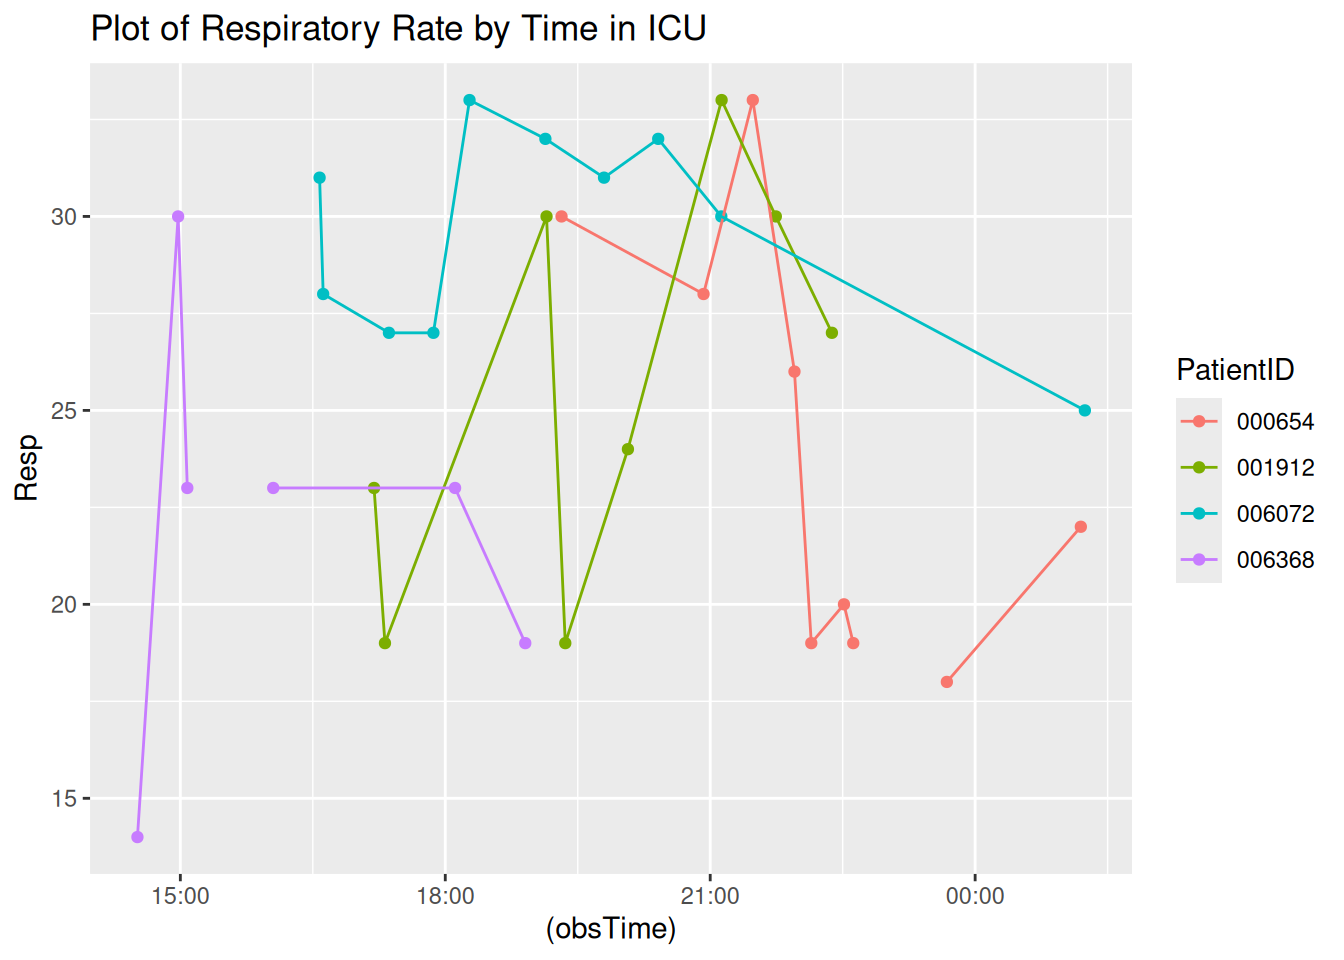 Plot of Respiratory Rate by Time in ICU
Resp
30
25
20
15
15:00 18:00 21:00 00:00
(obsTime)
PatientID
000654
001912
006072
006368